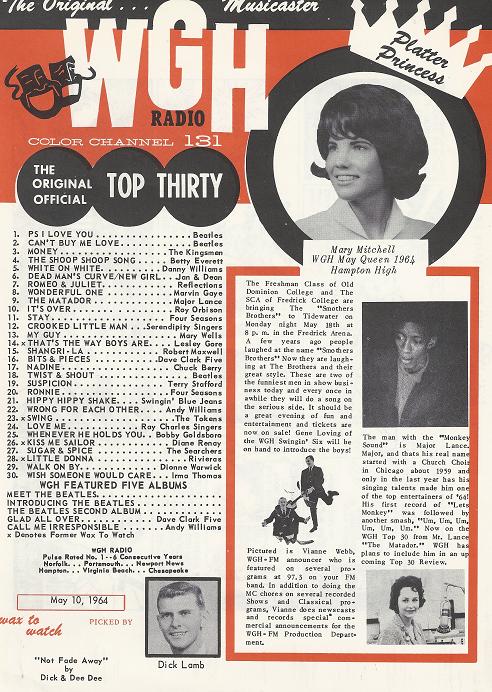 The Original . . . Musicaster
WGH
RADIO
COLOR CHANNEL 131
Platter
Princess
THE
ORIGINAL
OFFICIAL
TOP THIRTY
1. PS I LOVE YOU . . . . . . . . . . . . . . . Beatles
2. CAN'T BUY ME LOVE. . . . . . . . . . . . Beatles
3. MONEY. . . . . . . . . . . . . . . . The Kingsmen
4. THE SHOOP SHOOP SONG . . . . Betty Everett
5. WHITE ON WHITE. . . . . . . . Danny Williams
6. DEAD MAN'S CURVE/NEW GIRL . . Jan & Dean
7. ROMEO & JULIET. . . . . . . . . . Reflections
8. WONDERFUL ONE . . . . . . . . . Marvin Gaye
9. THE MATADOR. . . . . . . . . . . Major Lance
10. IT'S OVER. . . . . . . . . . . . . . Roy Orbison
11. STAY. . . . . . . . . . . . . . . . Four Seasons
12. CROOKED LITTLE MAN . . Serendipity Singers
13. MY GUY . . . . . . . . . . . . . . . Mary Wells
14. x THAT'S THE WAY BOYS ARE. . . Lesley Gore
15. SHANGRI-LA . . . . . . . . . . Robert Maxwell
16. BITS & PIECES . . . . . . . . Dave Clark Five
17. NADINE. . . . . . . . . . . . . . . Chuck Berry
18. TWIST & SHOUT . . . . . . . . . . . . . Beatles
19. SUSPICION . . . . . . . . . . . . Terry Stafford
20. RONNIE . . . . . . . . . . . . . . Four Seasons
21. HIPPY HIPPY SHAKE. . . . Swingin' Blue Jeans
22. WRONG FOR EACH OTHER. . . Andy Williams
23. x SWING . . . . . . . . . . . . . . . The Tokens
24. LOVE ME . . . . . . . . . . Roy Charles Singers
25. WHENEVER HE HOLDS YOU. . Bobby Goldsboro
26. x KISS ME SAILOR . . . . . . . . . Diane Renay
27. SUGAR & SPICE . . . . . . . . . The Searchers
28. x LITTLE DONNA . . . . . . . . . . . . Rivieros
29. WALK ON BY. . . . . . . . . . Dionne Warwick
30. WISH SOMEONE WOULD CARE. . . Irma Thomas
WGH FEATURED FIVE ALBUMS
MEET THE BEATLES. . . . . . . . . . . . . . . .
INTRODUCING THE BEATLES . . . . . . . . . . .
THE BEATLES SECOND ALBUM . . . . . . . . . .
GLAD ALL OVER. . . . . . . . . . Dave Clark Five
CALL ME IRRESPONSIBLE . . . . . Andy Williams
x Denotes Former Wax To Watch
WGH RADIO
Pulse Rated No. 1 - -6 Consecutive Years
Norfolk. . . Portsmouth. . . Newport News
Hampton. . . Virginia Beach. . . Chesapeake
May 10, 1964
wax to
watch
PICKED BY
"Not Fade Away"
by
Dick & Dee Dee
Dick Lamb
Mary Mitchell
WGH May Queen 1964
Hampton High
The Freshman Class of Old
Dominion College and The
SCA of Fredrick College are
bringing The "Smothers
Brothers" to Tidewater on
Monday night May 18th at
8 p. m. in the Fredrick Arena.
A few years ago people
laughed at the name "Smothers
Brothers" Now they are laugh-
ing at The Brothers and their
great style. These are two of
the funniest men in show busi-
ness today and every once in
awhile they will do a song on
the serious side. It should be
a great evening of fun and
entertainment and tickets are
now on sale! Gene Loving of
the WGH Swingin' Six will be
on hand to introduce the boys!
Pictured is Vianne Webb,
WGH-FM announcer who is
featured on several pro-
grams at 97.3 on your FM
band. In addition to doing the
MC chores on several recorded
Shows and Classical pro-
grams, Vianne does newscasts
and records special com-
mercial announcements for the
WGH-FM Production Depart-
ment.
The man with the "Monkey
Sound" is Major Lance.
Major, and thats his real name
started with a Church Choir
in Chicago about 1959 and
only in the last year has his
singing talents made him one
of the top entertainers of '64!
His first record of "Lets
Monkey" was followed by
another smash, "Um, Um, Um,
Um, Um, Um." Now on the
WGH Top 30 from Mr. Lance
"The Matador." WGH has
plans to include him in an up
coming Top 30 Review.